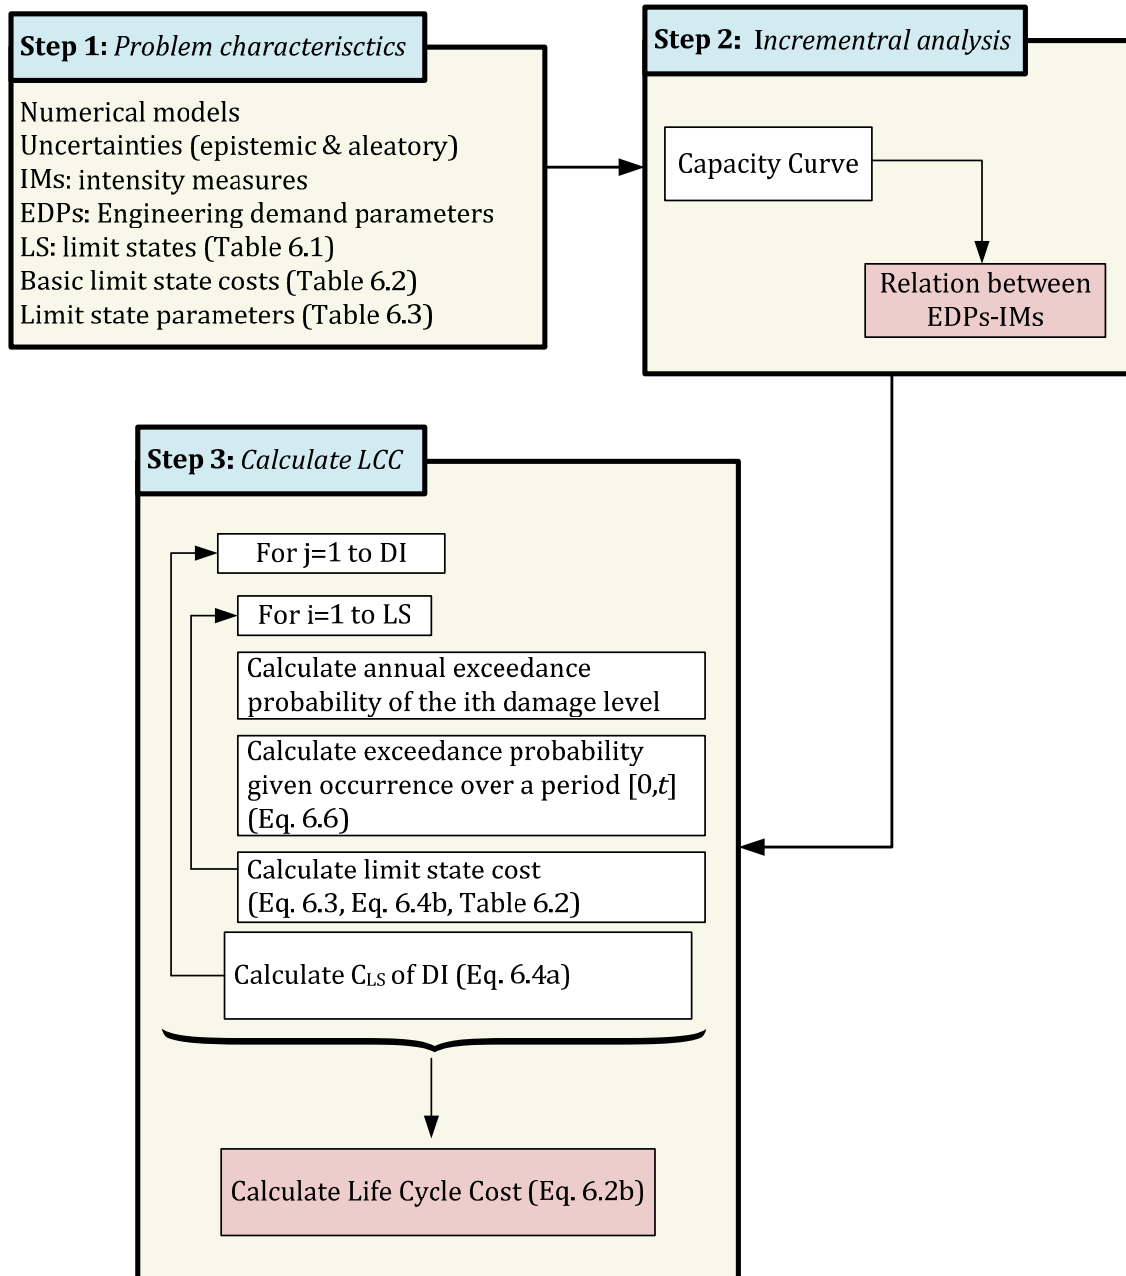 Step 1: Problem characterisctics
Numerical models
Uncertainties (epistemic & aleatory)
IMs: intensity measures
EDPs: Engineering demand parameters
LS: limit states (Table 6.1)
Basic limit state costs (Table 6.2)
Limit state parameters (Table 6.3)
Step 2: Incrementral analysis
Capacity Curve
Relation between
EDPs-IMs
Step 3: Calculate LCC
For j=1 to DI
For i=1 to LS
Calculate annual exceedance
probability of the ith damage level
Calculate exceedance probability
given occurrence over a period [0,t]
(Eq. 6.6)
Calculate limit state cost
(Eq. 6.3, Eq. 6.4b, Table 6.2)
Calculate CLS of DI (Eq. 6.4a)
Calculate Life Cycle Cost (Eq. 6.2b)